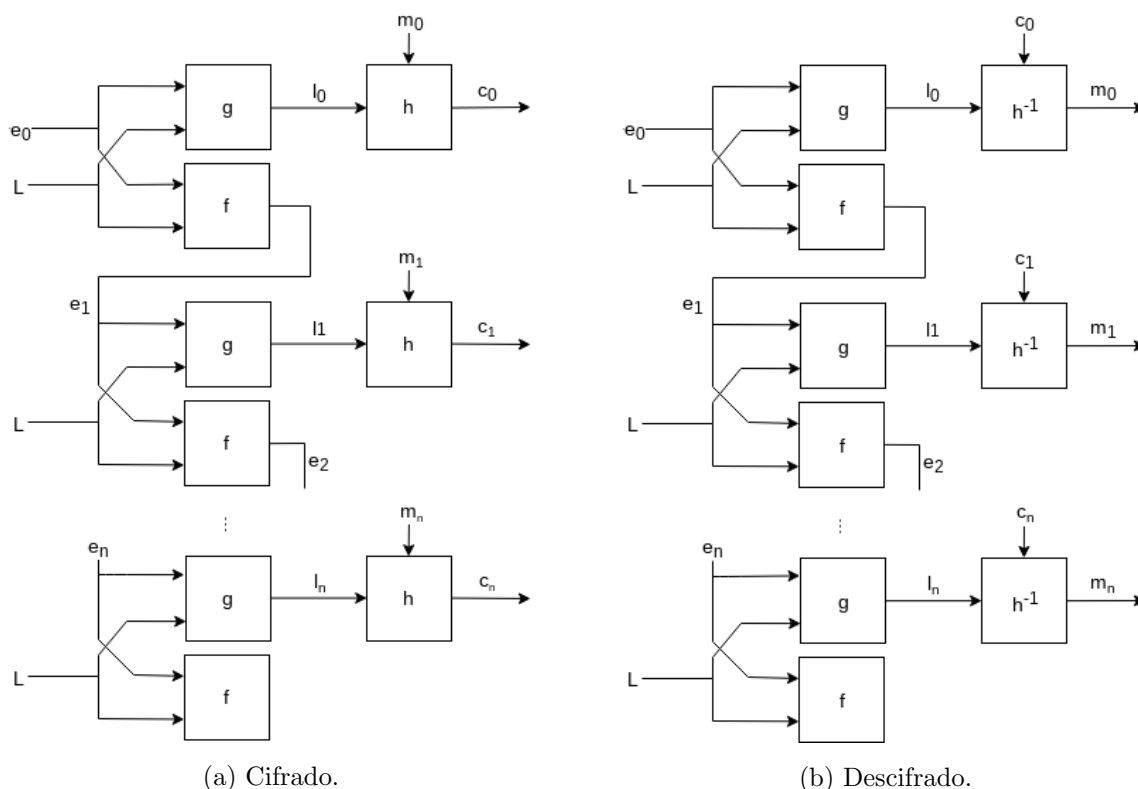 m0 c0
g l0 h c0 g l0 h-1 m0
e0 e0
L L
f f
m1 c1
e1 e1
g l1 h c1 g l1 h-1 m1
L L
f f
e2 e2
⋮ ⋮
mn cn
en en
g ln h cn g ln h-1 mn
L L
f f
(a) Cifrado. (b) Descifrado.